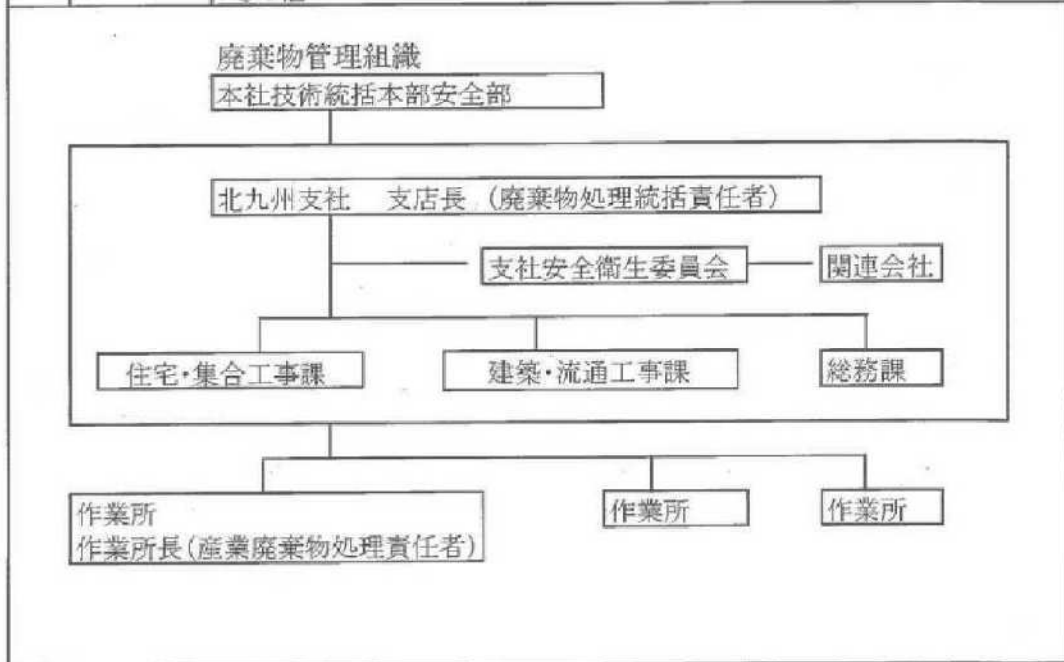 廃棄物管理組織
本社技術統括本部安全部
北九州支社　支店長（廃棄物処理統括責任者）
支社安全衛生委員会
関連会社
住宅・集合工事課
建築・流通工事課
総務課
作業所
作業所長（産業廃棄物処理責任者）
作業所
作業所